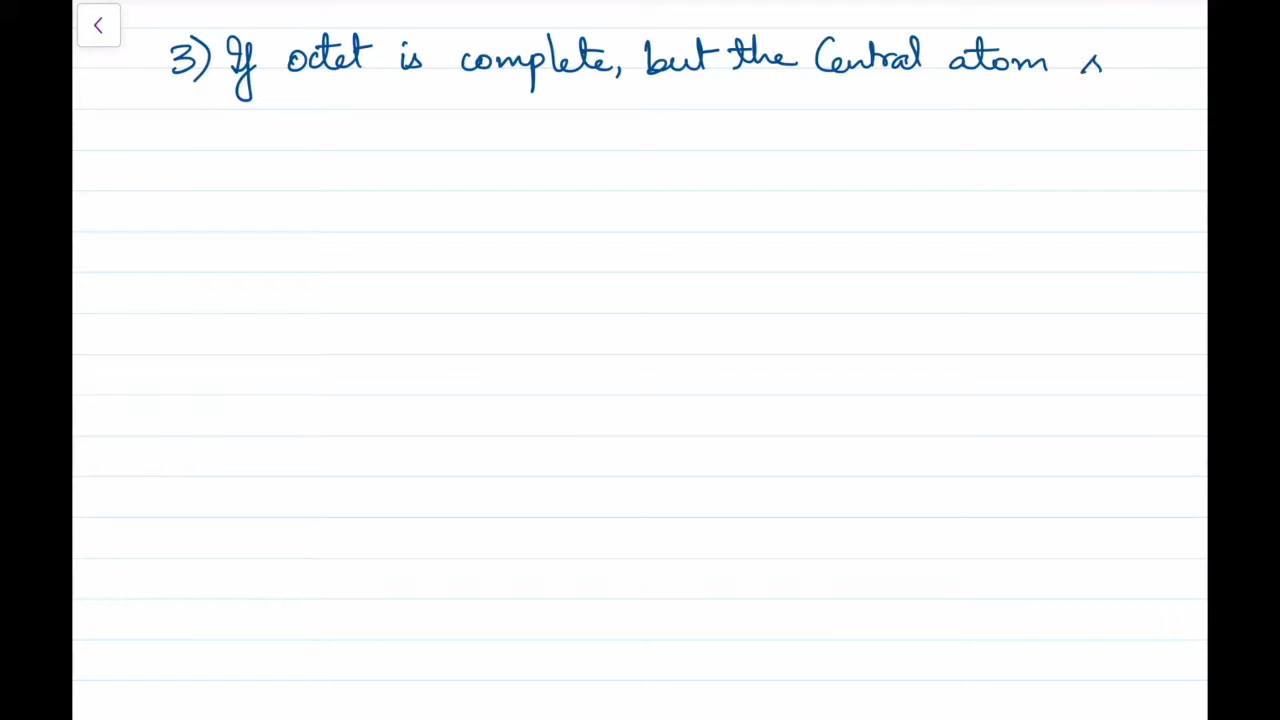 3) If octet is complete, but the Central atom